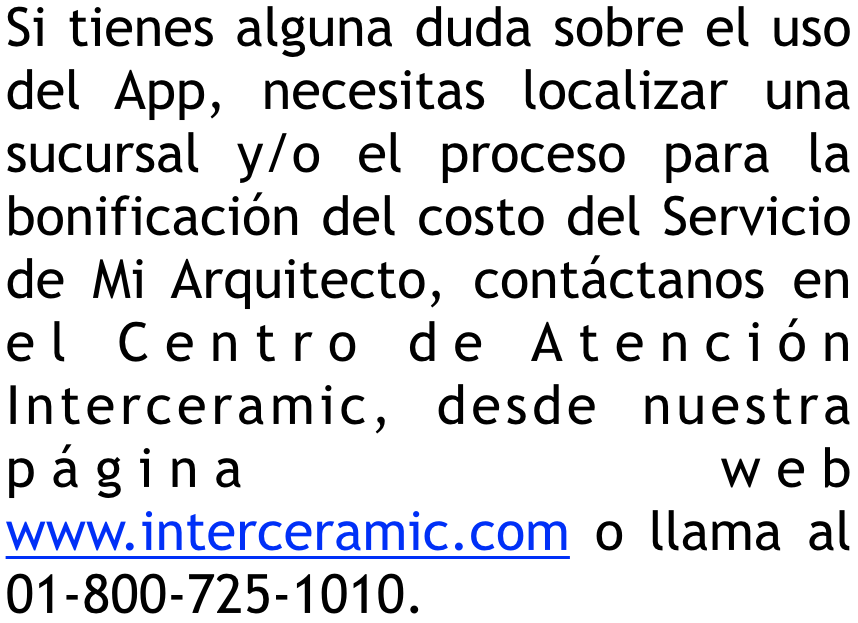 Si tienes alguna duda sobre el uso
del App, necesitas localizar una
sucursal y/o el proceso para la
bonificación del costo del Servicio
de Mi Arquitecto, contáctanos en
el Centro de Atención
Interceramic, desde nuestra
página web
www.interceramic.com o llama al
01-800-725-1010.